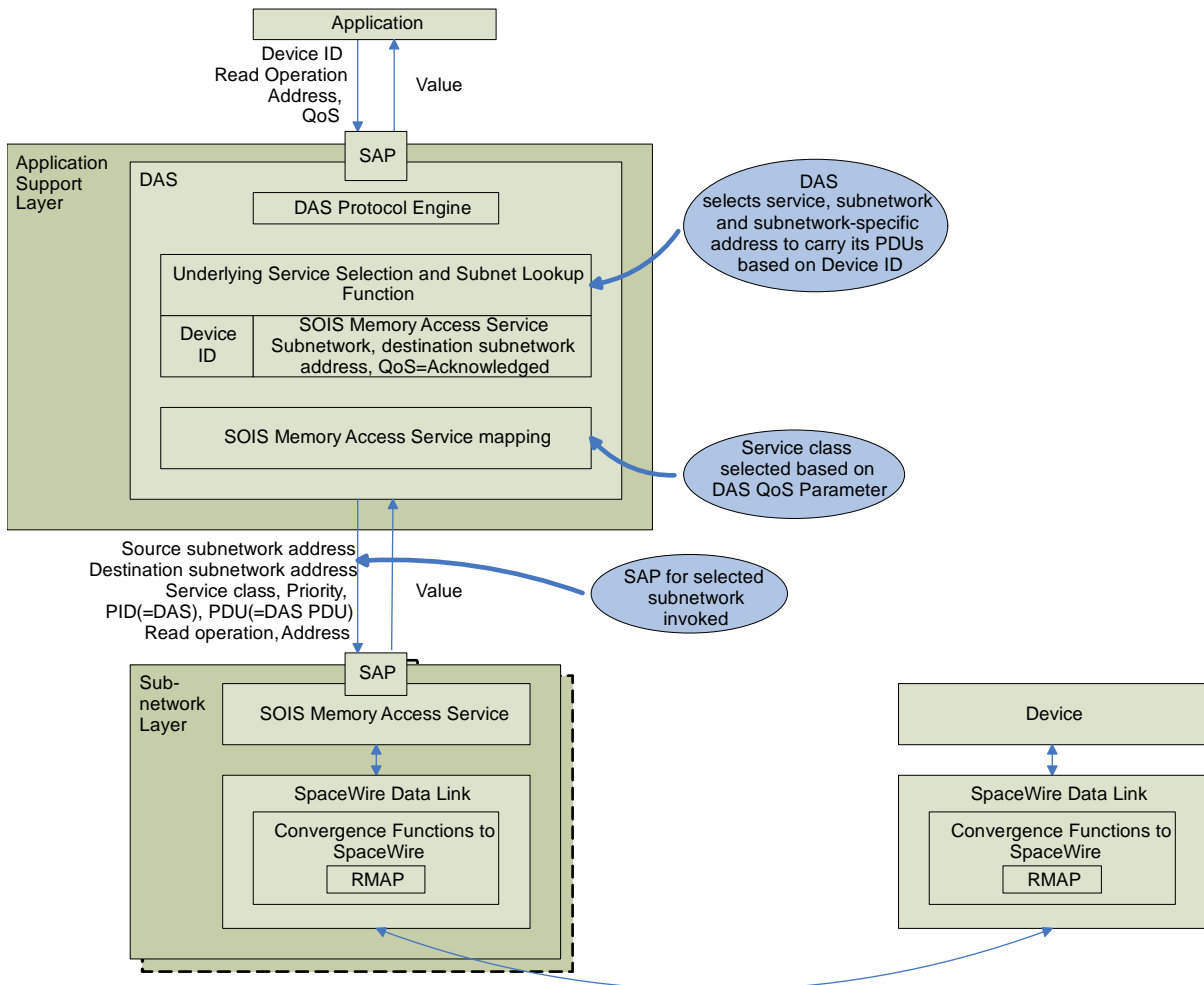 Application
Device ID
Read Operation
Address,
QoS
Value
SAP
Application
Support
Layer
DAS
DAS Protocol Engine
DAS
selects service, subnetwork
and subnetwork-specific
address to carry its PDUs
based on Device ID
Underlying Service Selection and Subnet Lookup
Function
Device
ID
SOIS Memory Access Service
Subnetwork, destination subnetwork
address, QoS=Acknowledged
SOIS Memory Access Service mapping
Service class
selected based on
DAS QoS Parameter
Source subnetwork address
Destination subnetwork address
Service class, Priority,
PID(=DAS), PDU(=DAS PDU)
Read operation, Address
Value
SAP for selected
subnetwork
invoked
SAP
Sub-
network
Layer
SOIS Memory Access Service
SpaceWire Data Link
Convergence Functions to
SpaceWire
RMAP
Device
SpaceWire Data Link
Convergence Functions to
SpaceWire
RMAP